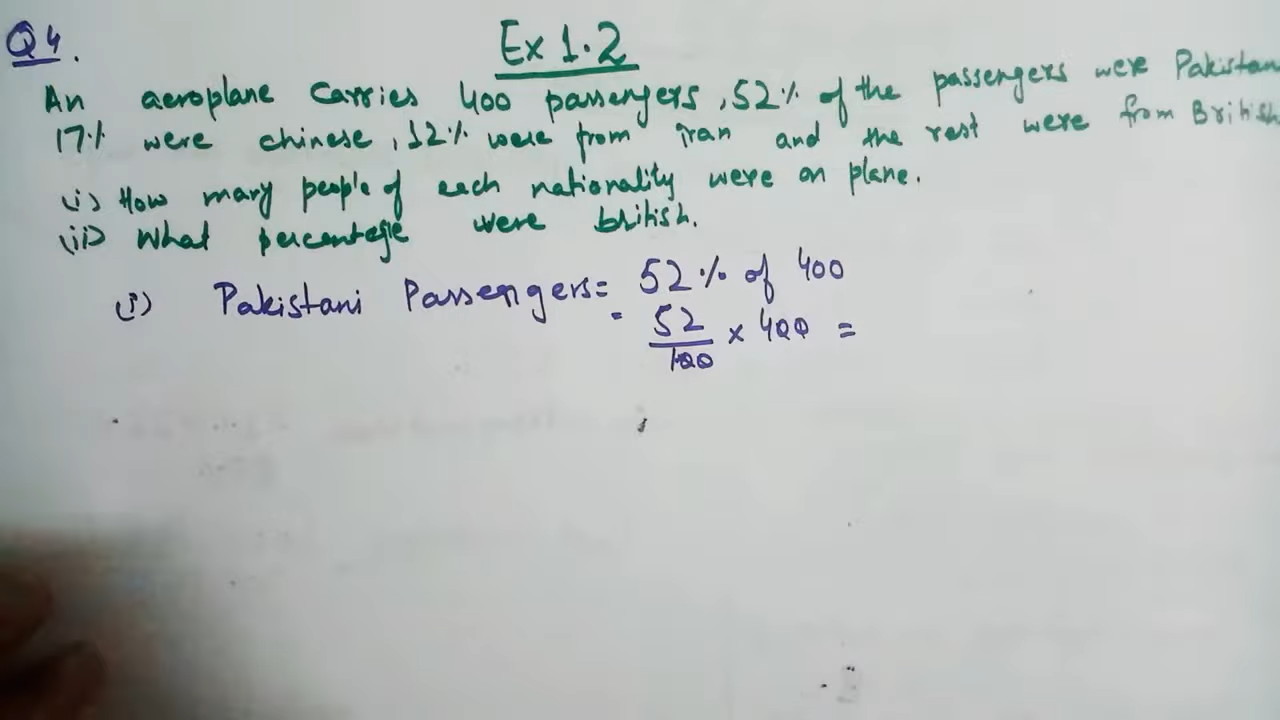 Q4.
Ex 1.2
An aeroplane carries 400 passengers, 52% of the passengers were Pakistan
17% were chinese, 12% were from iran and the rest were from British
(i) How many people of each nationality were on plane.
(ii) What percentage were british.
(i) Pakistani Passengers = 52% of 400
= 52/100 × 400 =